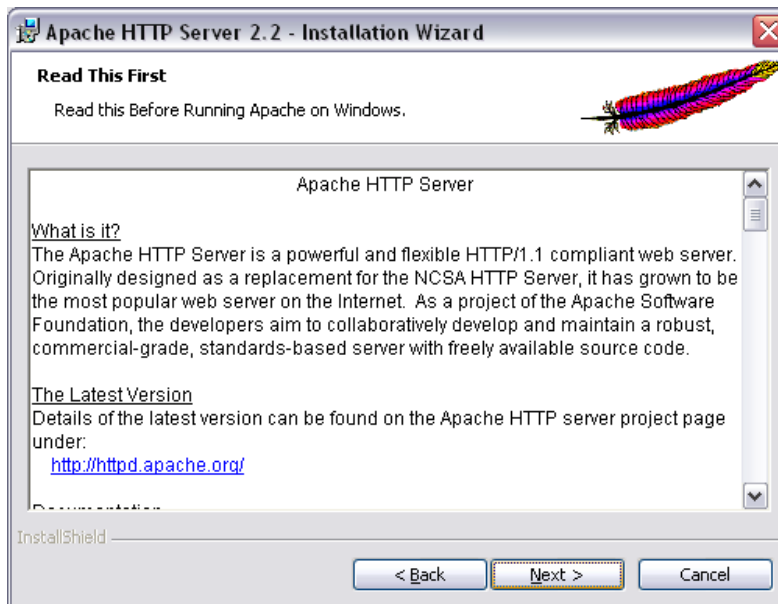 Apache HTTP Server 2.2 - Installation Wizard
Read This First
Read this Before Running Apache on Windows.
Apache HTTP Server
What is it?
The Apache HTTP Server is a powerful and flexible HTTP/1.1 compliant web server.
Originally designed as a replacement for the NCSA HTTP Server, it has grown to be
the most popular web server on the Internet.  As a project of the Apache Software
Foundation, the developers aim to collaboratively develop and maintain a robust,
commercial-grade, standards-based server with freely available source code.
The Latest Version
Details of the latest version can be found on the Apache HTTP server project page
under:
http://httpd.apache.org/
Documentation
InstallShield
< Back
Next >
Cancel